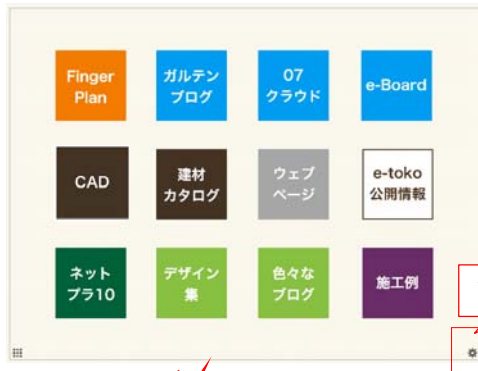 Finger
Plan
ガルテン
ブログ
07
クラウド
e-Board
CAD
建材
カタログ
ウェブ
ページ
e-toko
公開情報
ネット
プラ10
デザイン
集
色々な
ブログ
施工例